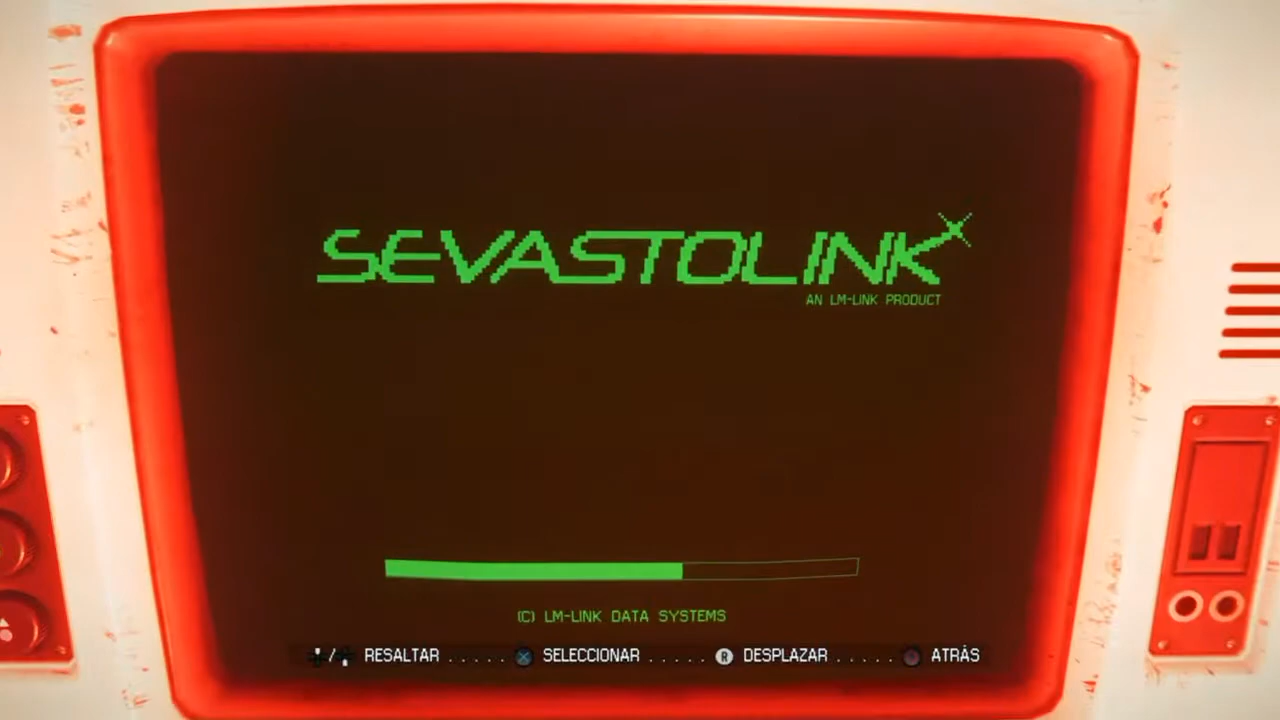 SEVASTOLINK
AN LM-LINK PRODUCT
(C) LM-LINK DATA SYSTEMS
/ RESALTAR ..... SELECCIONAR ..... R DESPLAZAR ..... ATRÁS